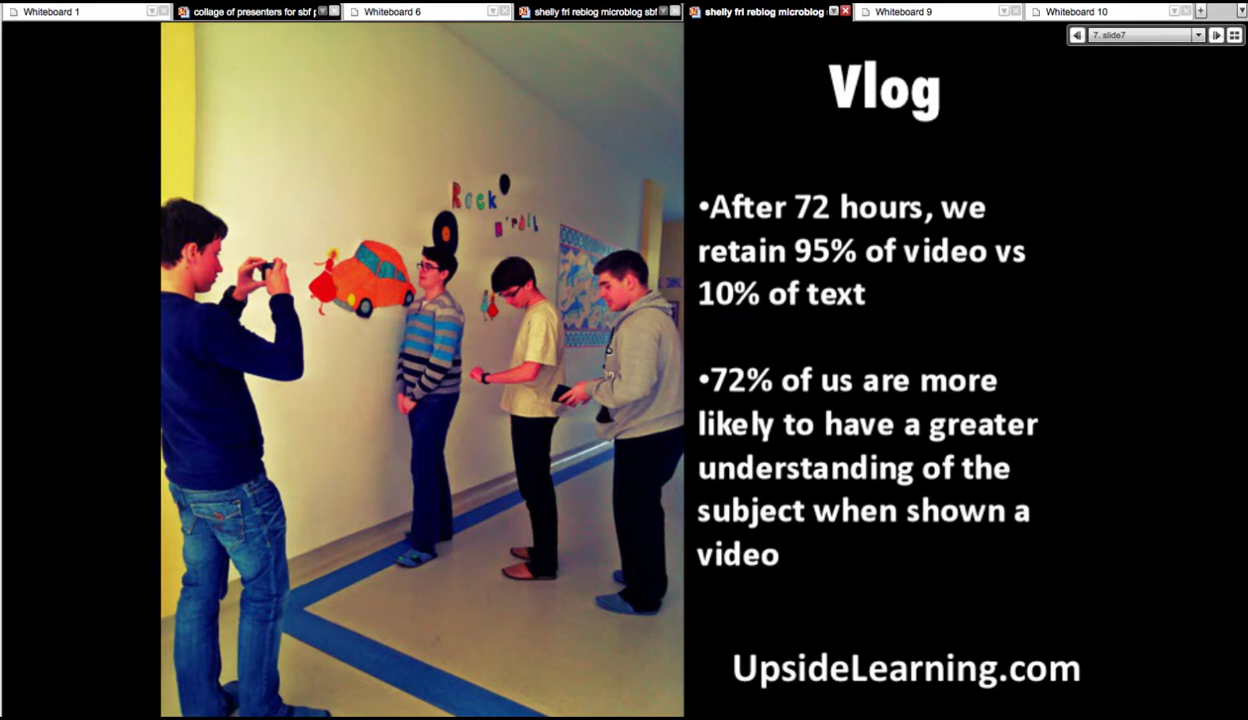 Whiteboard 1
collage of presenters for sbf
Whiteboard 6
shelly fri reblog microblog sbf
shelly fri reblog microblog
Whiteboard 9
Whiteboard 10
7. slide7
Vlog
Rock
n'roll
•After 72 hours, we
retain 95% of video vs
10% of text
•72% of us are more
likely to have a greater
understanding of the
subject when shown a
video
UpsideLearning.com